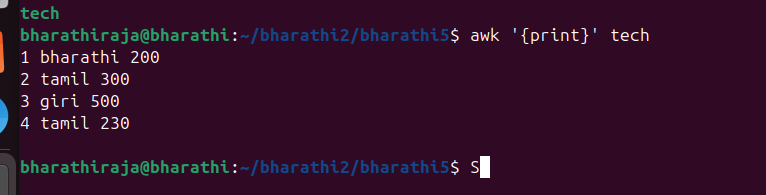 tech
bharathiraja@bharathi:~/bharathi2/bharathi5$ awk '{print}' tech
1 bharathi 200
2 tamil 300
3 giri 500
4 tamil 230
bharathiraja@bharathi:~/bharathi2/bharathi5$ S